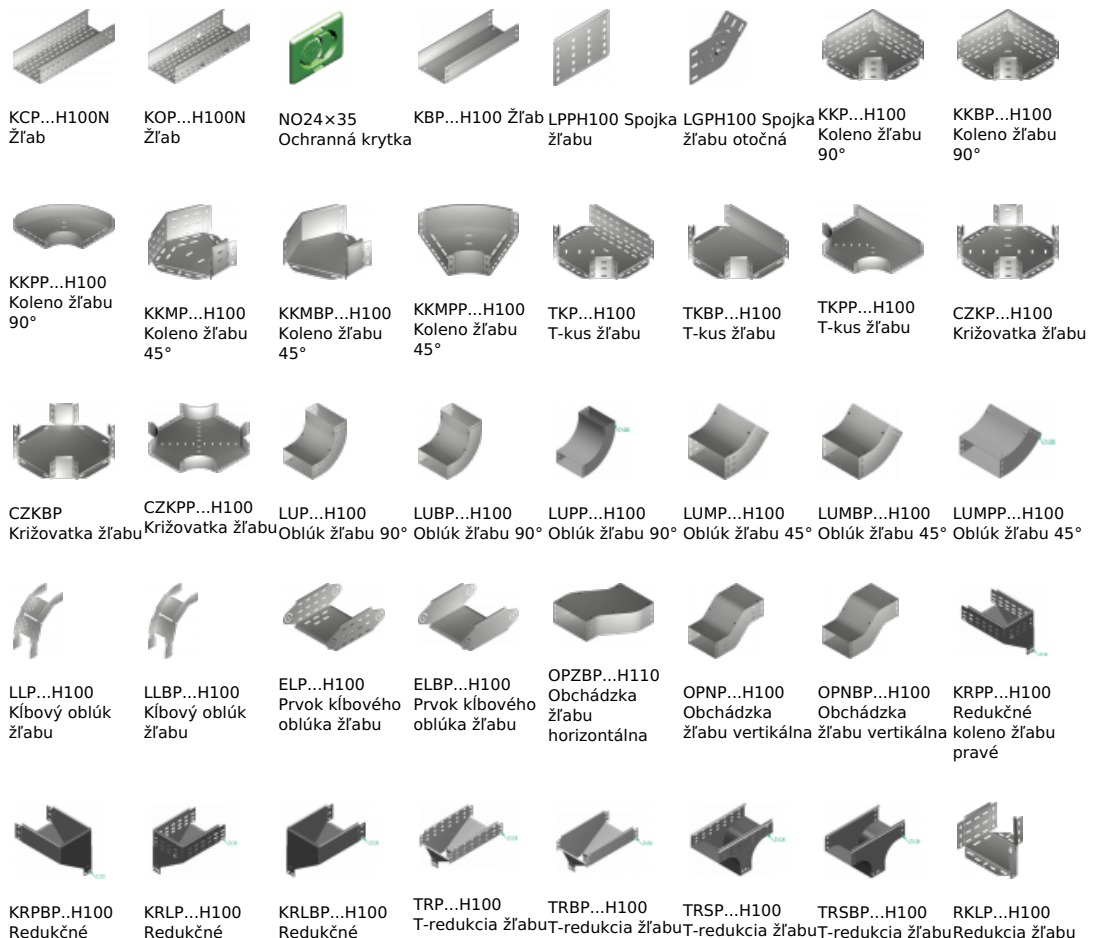 KCP...H100N
Žľab
KOP...H100N
Žľab
NO24×35
Ochranná krytka
KBP...H100 Žľab
LPPH100 Spojka
žľabu
LGPH100 Spojka
žľabu otočná
KKP...H100
Koleno žľabu
90°
KKBP...H100
Koleno žľabu
90°
KKPP...H100
Koleno žľabu
90°
KKMP...H100
Koleno žľabu
45°
KKMBP...H100
Koleno žľabu
45°
KKMPP...H100
Koleno žľabu
45°
TKP...H100
T-kus žľabu
TKBP...H100
T-kus žľabu
TKPP...H100
T-kus žľabu
CZKP...H100
Križovatka žľabu
CZKBP
Križovatka žľabu
CZKPP...H100
Križovatka žľabu
LUP...H100
Oblúk žľabu 90°
LUBP...H100
Oblúk žľabu 90°
LUPP...H100
Oblúk žľabu 90°
LUMP...H100
Oblúk žľabu 45°
LUMBP...H100
Oblúk žľabu 45°
LUMPP...H100
Oblúk žľabu 45°
LLP...H100
Kĺbový oblúk
žľabu
LLBP...H100
Kĺbový oblúk
žľabu
ELP...H100
Prvok kĺbového
oblúka žľabu
ELBP...H100
Prvok kĺbového
oblúka žľabu
OPZBP...H110
Obchádzka
žľabu
horizontálna
OPNP...H100
Obchádzka
žľabu vertikálna
OPNBP...H100
Obchádzka
žľabu vertikálna
KRPP...H100
Redukčné
koleno žľabu
pravé
KRPBP..H100
Redukčné
KRLP...H100
Redukčné
KRLBP...H100
Redukčné
TRP...H100
T-redukcia žľabu
TRBP...H100
T-redukcia žľabu
TRSP...H100
T-redukcia žľabu
TRSBP...H100
T-redukcia žľabu
RKLP...H100
Redukcia žľabu